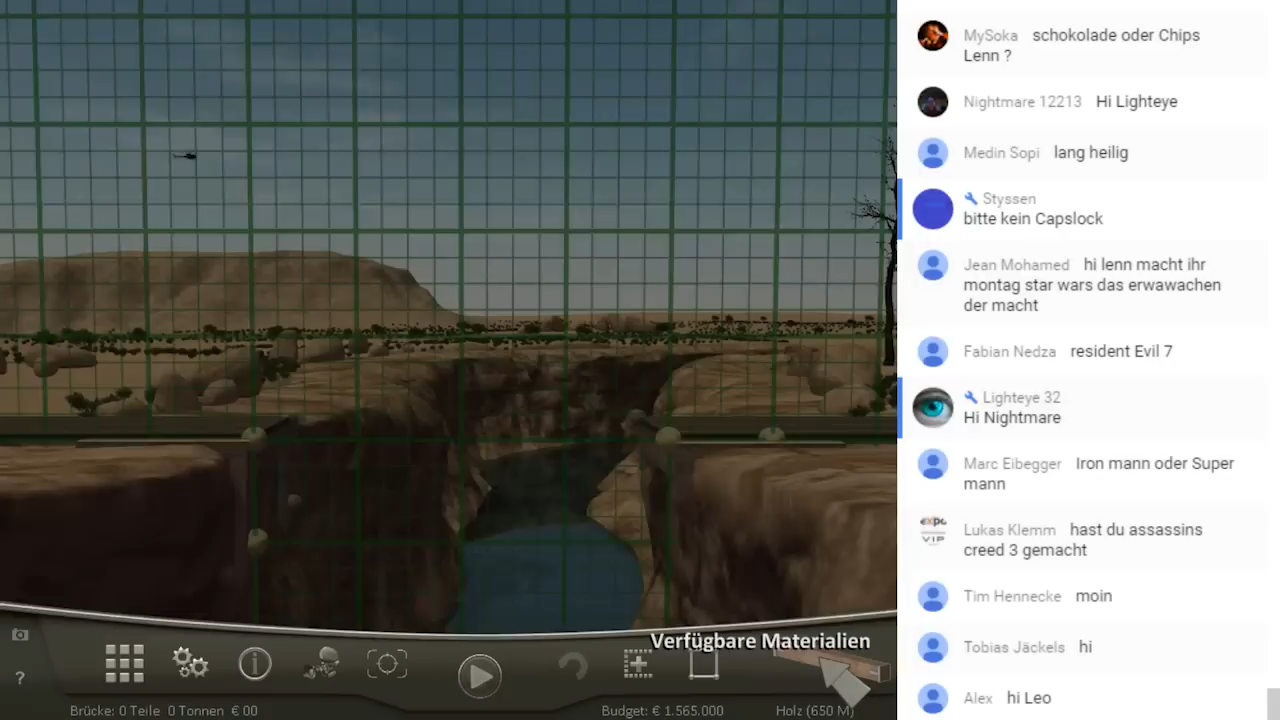 MySoka schokolade oder Chips
Lenn ?
Nightmare 12213 Hi Lighteye
Medin Sopi lang heilig
Styssen
bitte kein Capslock
Jean Mohamed hi lenn macht ihr
montag star wars das erwawachen
der macht
Fabian Nedza resident Evil 7
Lighteye 32
Hi Nightmare
Marc Eibegger Iron mann oder Super
mann
expo
VIP
Lukas Klemm hast du assassins
creed 3 gemacht
Tim Hennecke moin
Tobias Jäckels hi
Alex hi Leo
Verfügbare Materialien
?
Brücke: 0 Teile 0 Tonnen € 00
Budget: € 1.565.000
Holz (650 M)